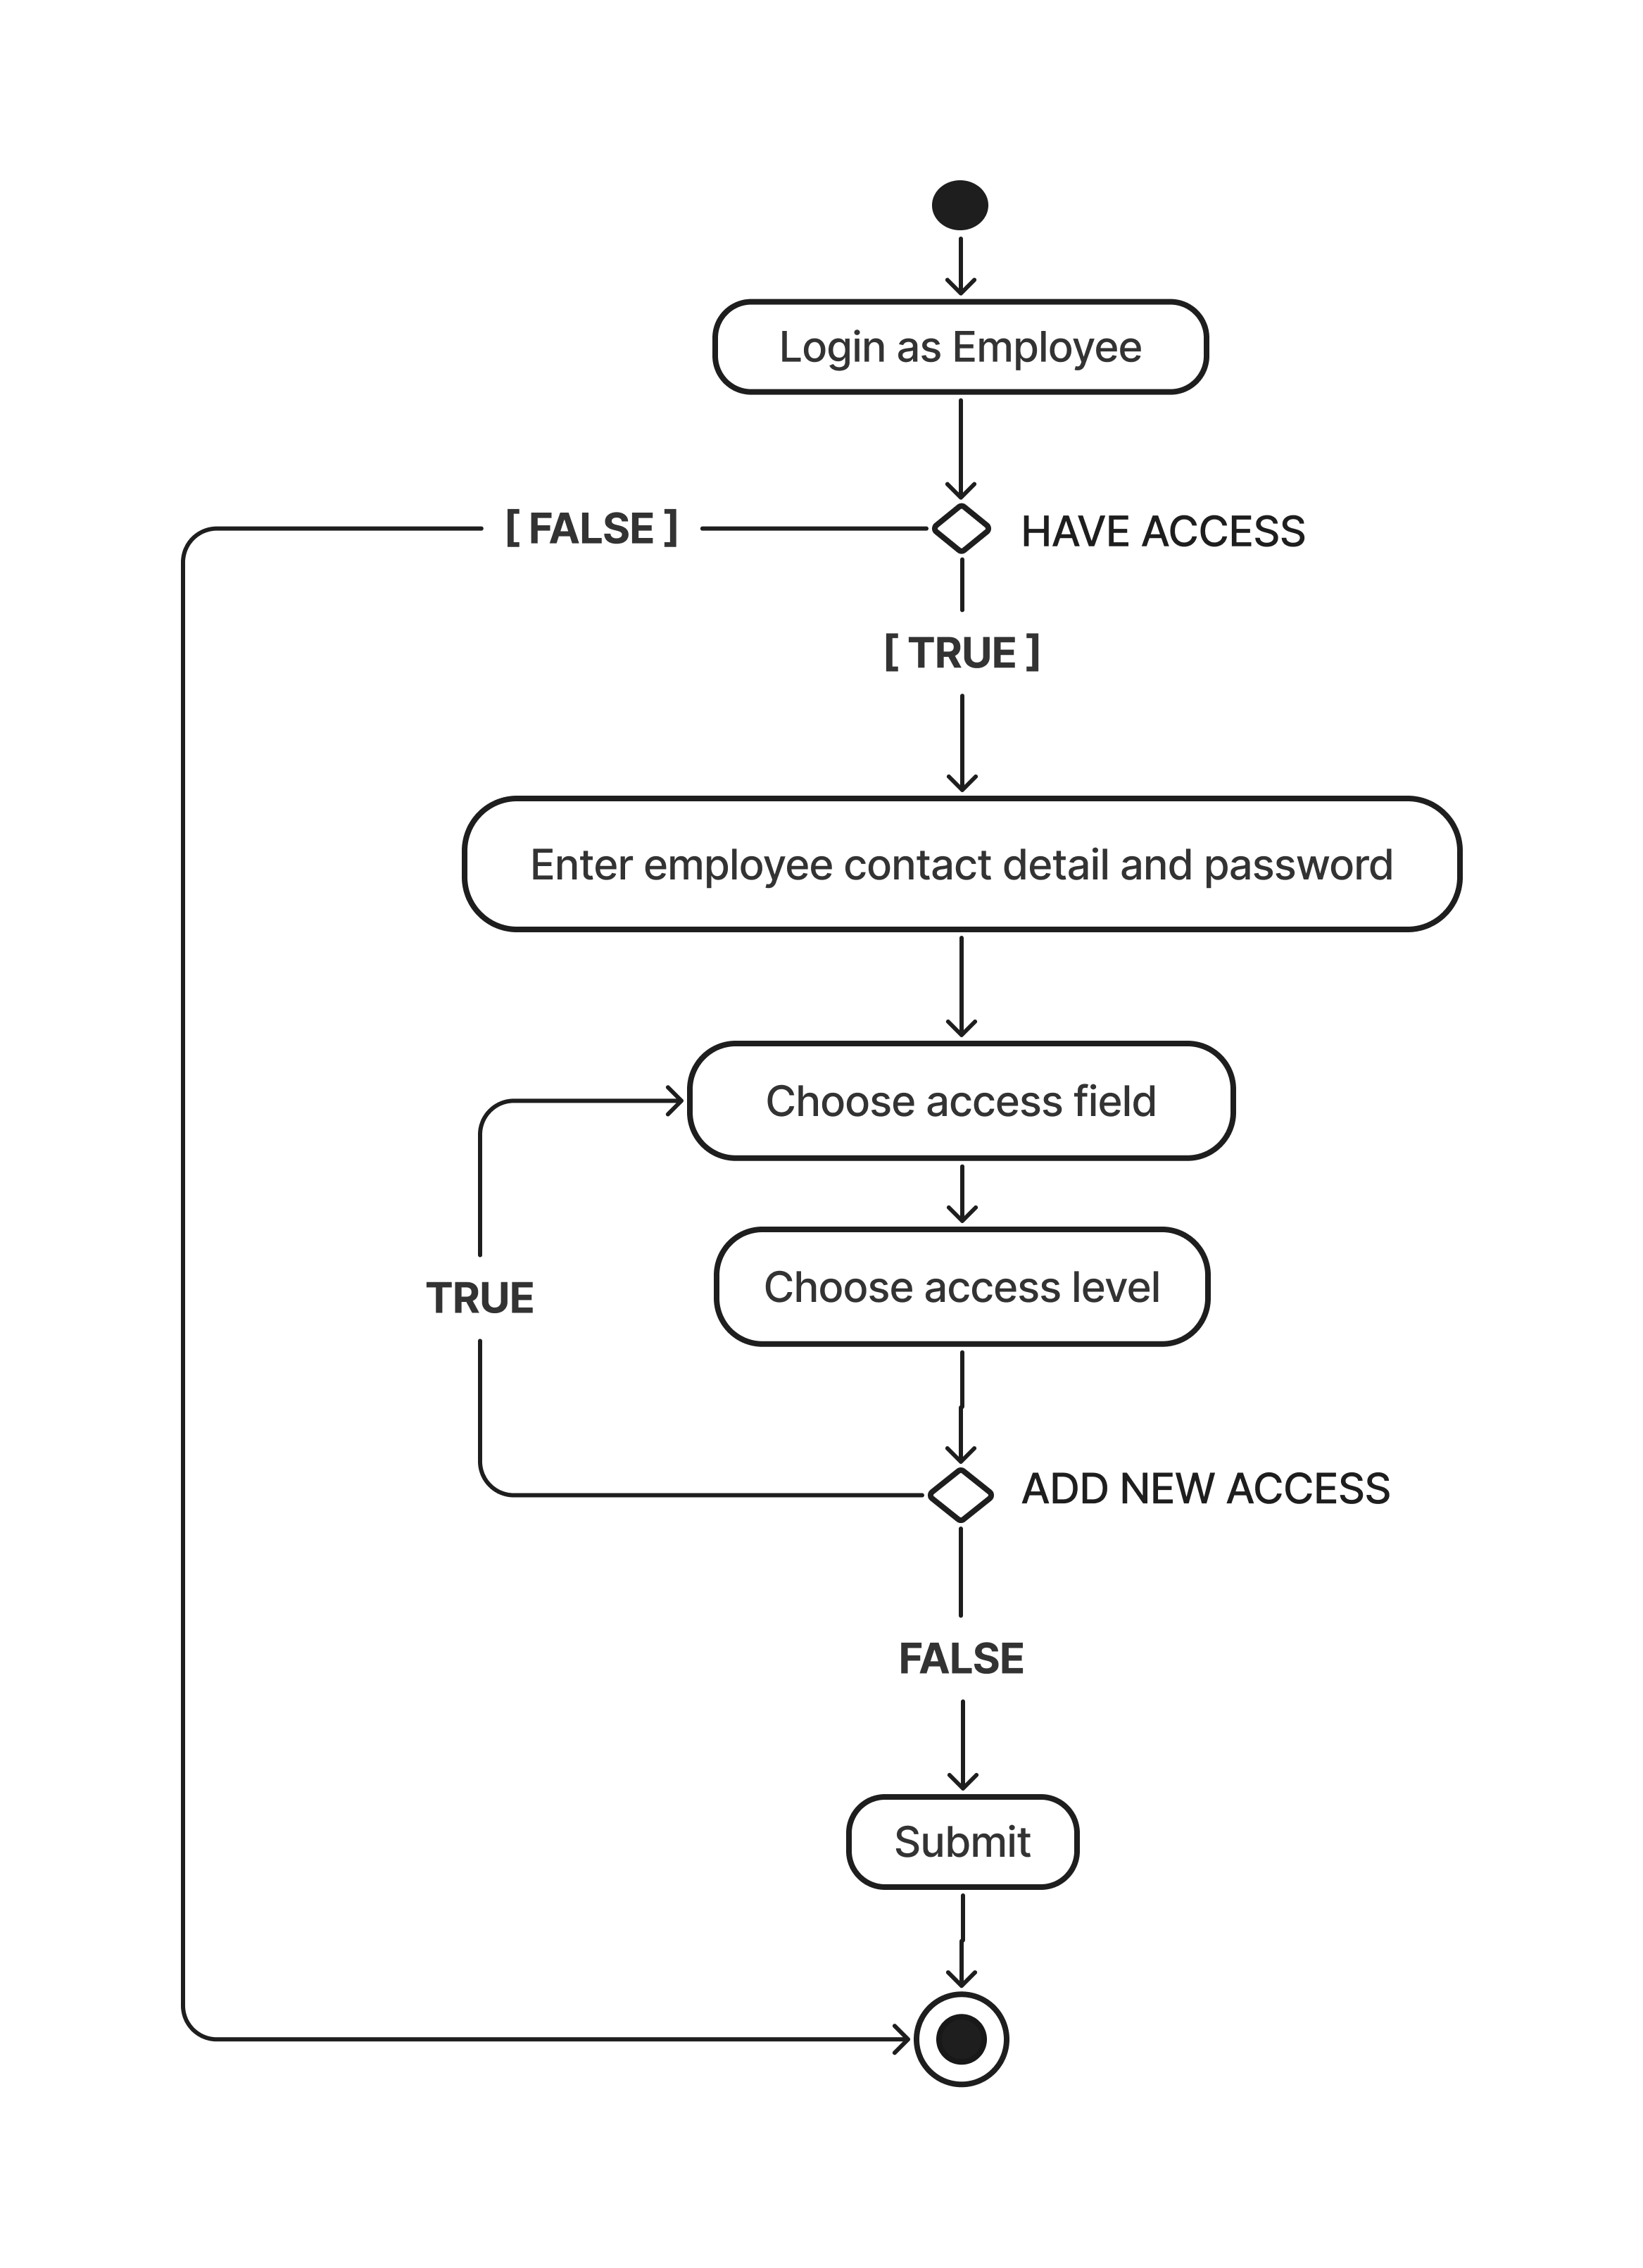 Login as Employee
[ FALSE ]
HAVE ACCESS
[ TRUE ]
Enter employee contact detail and password
Choose access field
Choose access level
TRUE
ADD NEW ACCESS
FALSE
Submit